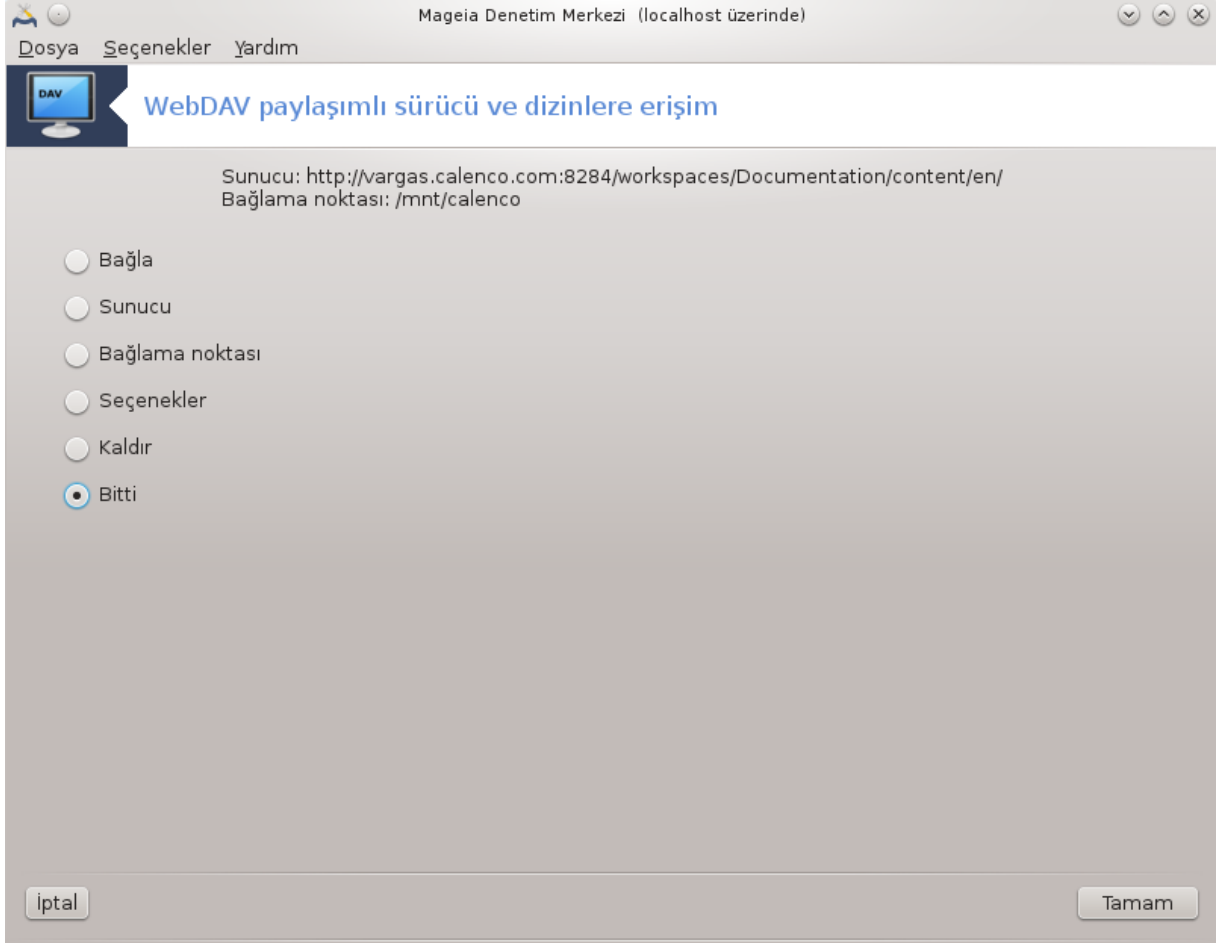 Mageia Denetim Merkezi (localhost üzerinde)
Dosya Seçenekler Yardım
DAV
WebDAV paylaşımlı sürücü ve dizinlere erişim
Sunucu: http://vargas.calenco.com:8284/workspaces/Documentation/content/en/
Bağlama noktası: /mnt/calenco
Bağla
Sunucu
Bağlama noktası
Seçenekler
Kaldır
Bitti
İptal
Tamam